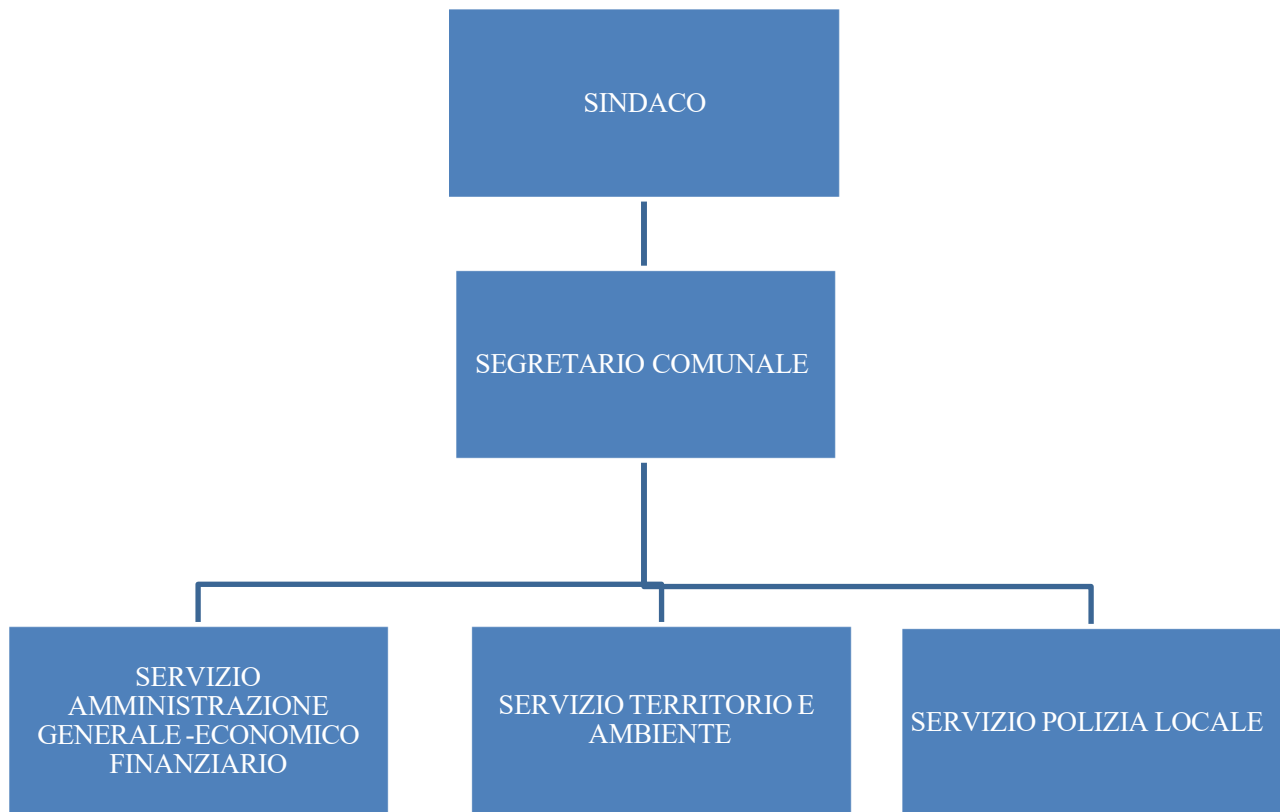 SINDACO
SEGRETARIO COMUNALE
SERVIZIO
AMMINISTRAZIONE
GENERALE -ECONOMICO
FINANZIARIO
SERVIZIO TERRITORIO E
AMBIENTE
SERVIZIO POLIZIA LOCALE